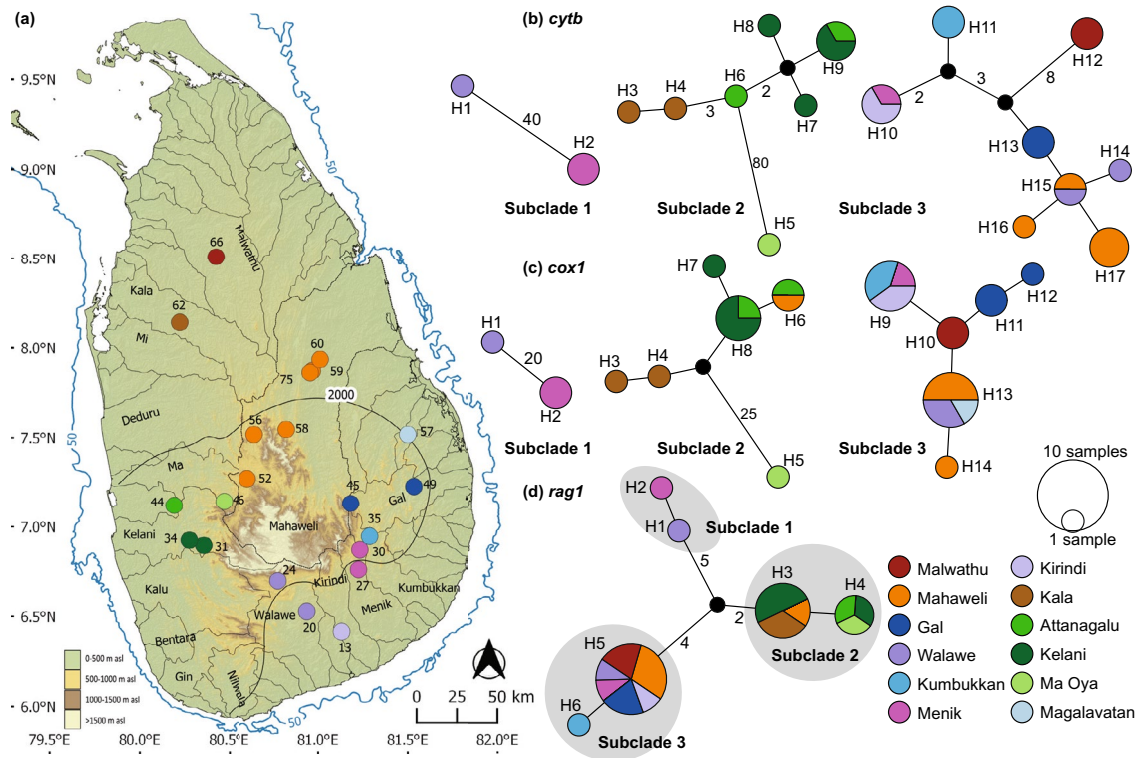 (a)
9.5°N
9.0°N
8.5°N
8.0°N
7.5°N
7.0°N
6.5°N
6.0°N
79.5°E 80.0°E 80.5°E 81.0°E 81.5°E 82.0°E
50
50
50
2000
Malwathu
Kala
Mi
Deduru
Ma
Mahaweli
Gal
Kelani
Kalu
Kirindi
Kumbukkan
Walawe
Menik
Bentara
Gin
Nilwola
66
62
60
59
75
56
58
57
52
45
49
44
35
34
31
30
24
27
20
13
0-500 m asl
500-1000 m asl
1000-1500 m asl
>1500 m asl
0 25 50 km
(b) cytb
H1
40
H2
Subclade 1
H3
H4
3
H6
2
H8
H9
H7
80
H5
Subclade 2
H11
H12
8
3
2
H10
H13
H14
H15
H16
H17
Subclade 3
(c) cox1
H1
20
H2
Subclade 1
H7
H6
H8
H3
H4
25
H5
Subclade 2
H9
H12
H11
H10
H13
H14
Subclade 3
(d) rag1
H2
H1
Subclade 1
5
H3
H4
2
Subclade 2
4
H5
H6
Subclade 3
10 samples
1 sample
Malwathu
Mahaweli
Gal
Walawe
Kumbukkan
Menik
Kirindi
Kala
Attanagalu
Kelani
Ma Oya
Magalavatan